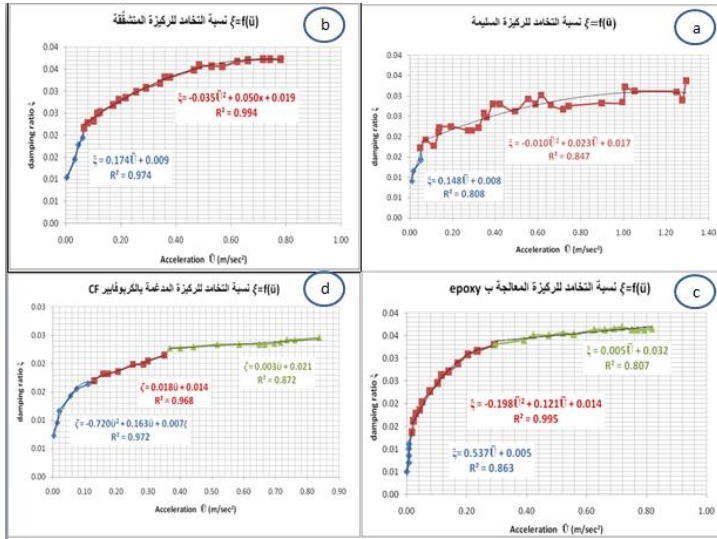 b
نسبة التخامد للركيزة المتشققة ξ=f(ü)
damping ratio ξ
0.04
0.04
0.03
0.03
0.02
0.02
0.01
0.01
0.00
ξ= -0.035Ü² + 0.050x + 0.019
R² = 0.994
ξ= 0.174Ü + 0.009
R² = 0.974
0.00 0.20 0.40 0.60 0.80 1.00
Acceleration Ü (m/sec²)
a
نسبة التخامد للركيزة السليمة ξ=f(ü)
damping ratio ξ
0.04
0.04
0.03
0.03
0.02
0.02
0.01
0.01
0.00
ξ= -0.010Ü² + 0.023Ü + 0.017
R² = 0.847
ξ= 0.148Ü + 0.008
R² = 0.808
0.00 0.20 0.40 0.60 0.80 1.00 1.20 1.40
Acceleration Ü (m/sec²)
d
نسبة التخامد للركيزة المدعمة بالكربوفايبر CF ξ=f(ü)
damping ratio ξ
0.03
0.03
0.02
0.02
0.01
0.01
0.00
ζ= 0.003ü + 0.021
R² = 0.872
ζ= 0.018ü + 0.014
R² = 0.968
ζ= -0.720ü² + 0.163ü + 0.007ξ
R² = 0.972
0.00 0.10 0.20 0.30 0.40 0.50 0.60 0.70 0.80 0.90
Acceleration Ü (m/sec²)
c
نسبة التخامد للركيزة المعالجة ب epoxy ξ=f(ü)
damping ratio ξ
0.04
0.04
0.03
0.03
0.02
0.02
0.01
0.01
0.00
ξ= 0.005Ü + 0.032
R² = 0.807
ξ= -0.198Ü² + 0.121Ü + 0.014
R² = 0.995
ξ= 0.537Ü + 0.005
R² = 0.863
0.00 0.20 0.40 0.60 0.80 1.00
Acceleration Ü (m/sec²)